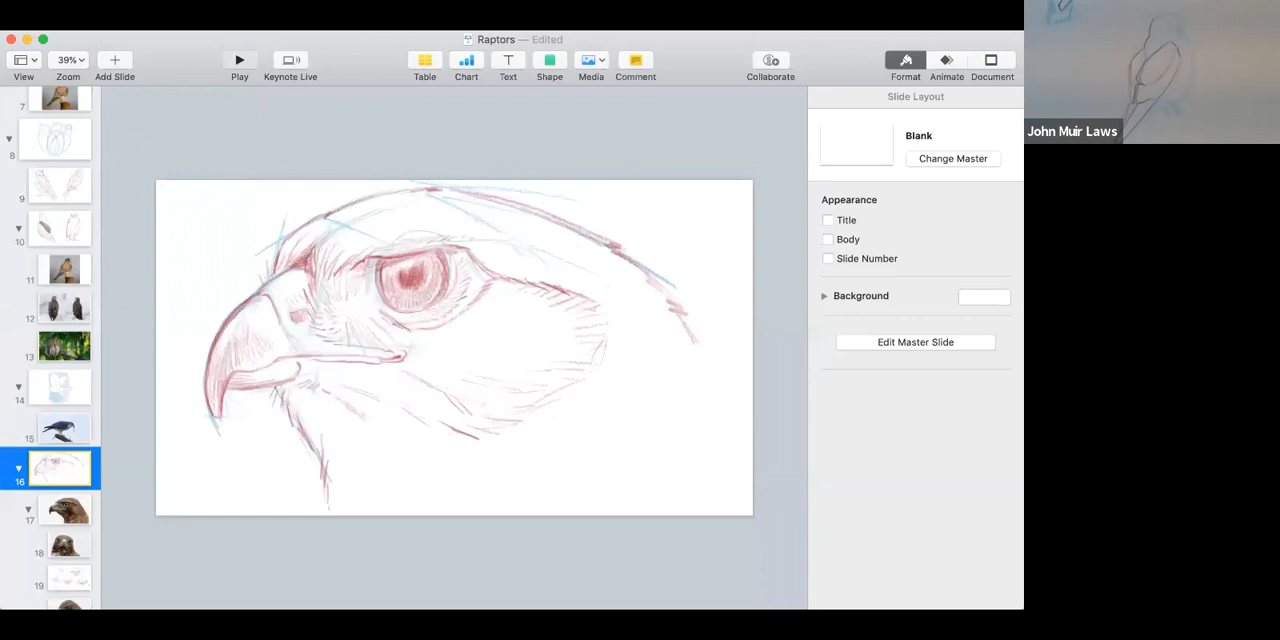 Raptors — Edited
View
39%
Zoom
Add Slide
Play
Keynote Live
Table
Chart
Text
Shape
Media
Comment
Collaborate
Format
Animate
Document
7
8
9
10
11
12
13
14
15
16
17
18
19
Slide Layout
Blank
Change Master
Appearance
Title
Body
Slide Number
Background
Edit Master Slide
John Muir Laws